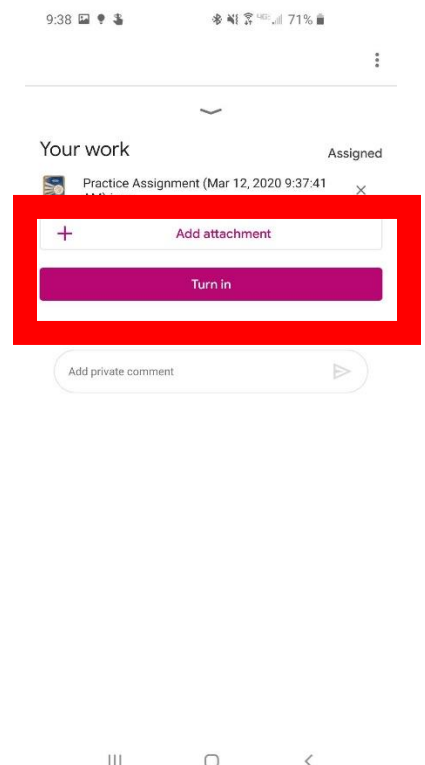 9:38 71%
Your work Assigned
Practice Assignment (Mar 12, 2020 9:37:41
Add attachment
Turn in
Add private comment